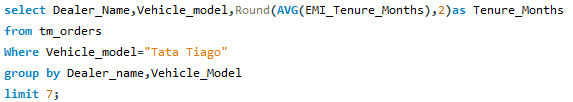 select Dealer_Name,Vehicle_model,Round(AVG(EMI_Tenure_Months),2)as Tenure_Months
from tm_orders
Where Vehicle_model="Tata Tiago"
group by Dealer_name,Vehicle_Model
limit 7;